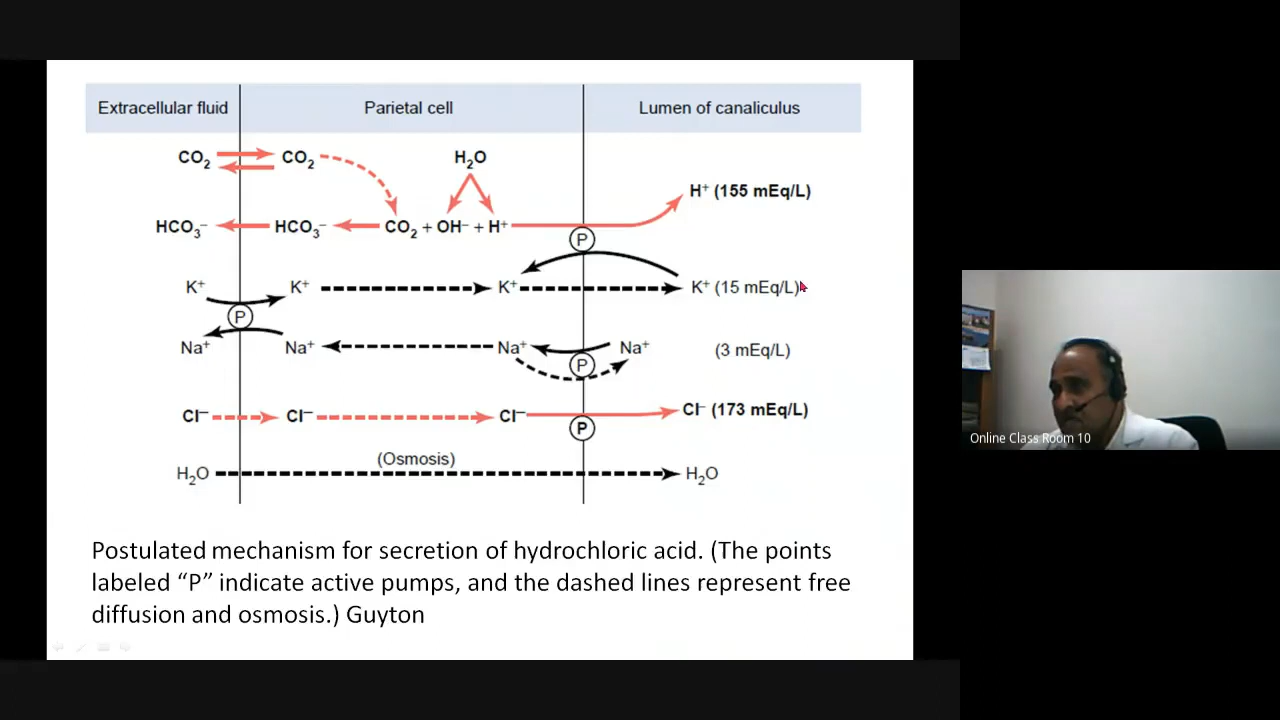 Extracellular fluid Parietal cell Lumen of canaliculus
CO₂ CO₂ H₂O
H⁺ (155 mEq/L)
HCO₃⁻ HCO₃⁻ CO₂ + OH⁻ + H⁺
P
K⁺ K⁺ K⁺ K⁺ (15 mEq/L)
P
Na⁺ Na⁺ Na⁺ Na⁺ (3 mEq/L)
P
Cl⁻ Cl⁻ Cl⁻ Cl⁻ (173 mEq/L)
P
(Osmosis)
H₂O H₂O
Postulated mechanism for secretion of hydrochloric acid. (The points
labeled “P” indicate active pumps, and the dashed lines represent free
diffusion and osmosis.) Guyton
Online Class Room 10